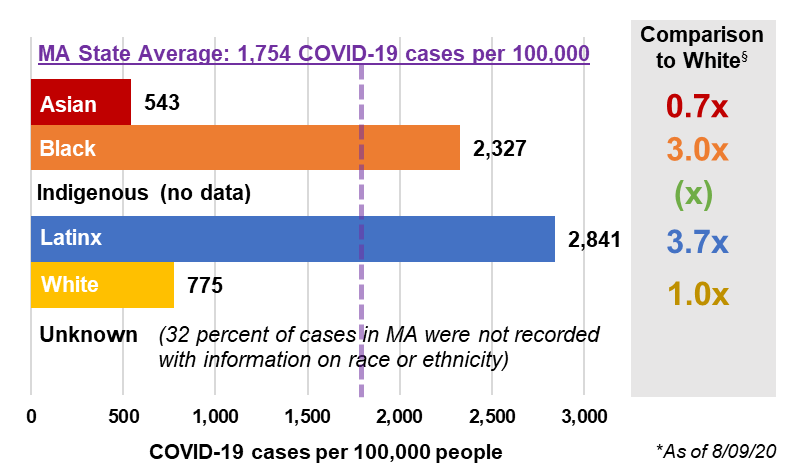 MA State Average: 1,754 COVID-19 cases per 100,000
Comparison
to White§
Asian 543 0.7x
Black 2,327 3.0x
Indigenous (no data) (x)
Latinx 2,841 3.7x
White 775 1.0x
Unknown (32 percent of cases in MA were not recorded
with information on race or ethnicity)
0 500 1,000 1,500 2,000 2,500 3,000
COVID-19 cases per 100,000 people
*As of 8/09/20